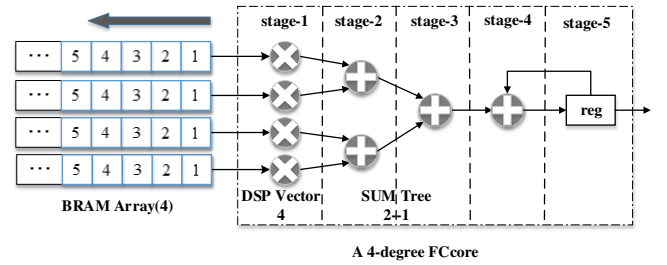 stage-1 stage-2 stage-3 stage-4 stage-5
··· 5 4 3 2 1
··· 5 4 3 2 1
··· 5 4 3 2 1
··· 5 4 3 2 1
reg
BRAM Array(4)
DSP Vector SUM Tree
4 2+1
A 4-degree FCcore